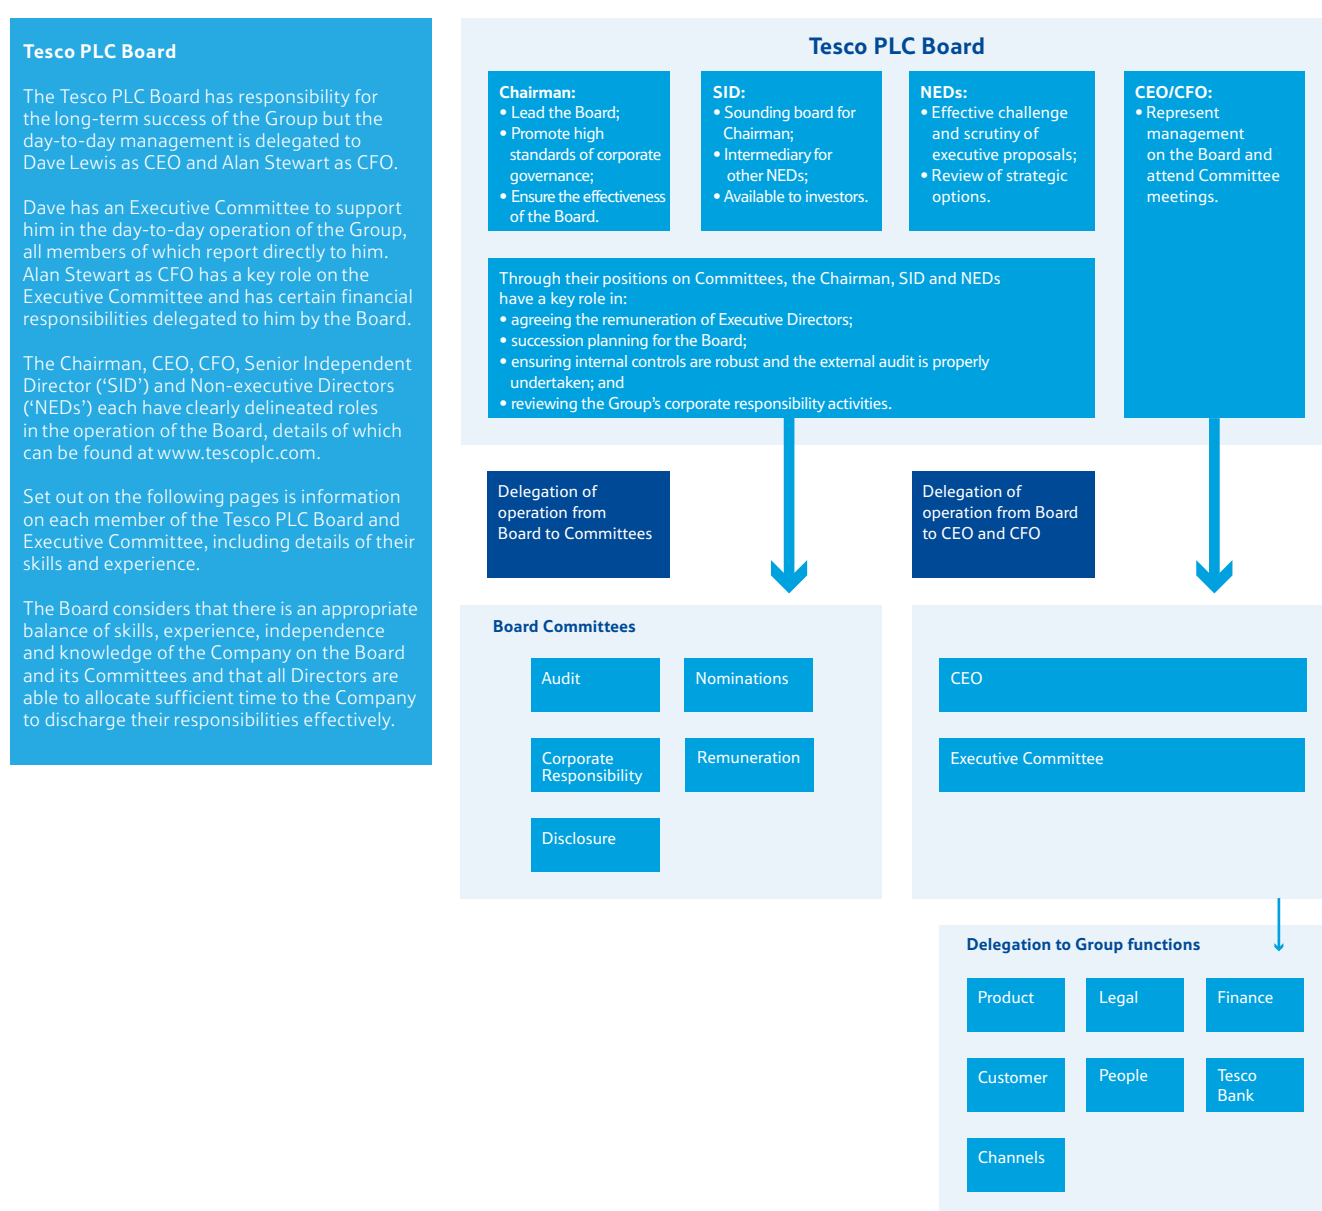 Tesco PLC Board
The Tesco PLC Board has responsibility for
the long-term success of the Group but the
day-to-day management is delegated to
Dave Lewis as CEO and Alan Stewart as CFO.
Dave has an Executive Committee to support
him in the day-to-day operation of the Group,
all members of which report directly to him.
Alan Stewart as CFO has a key role on the
Executive Committee and has certain financial
responsibilities delegated to him by the Board.
The Chairman, CEO, CFO, Senior Independent
Director (‘SID’) and Non-executive Directors
(‘NEDs’) each have clearly delineated roles
in the operation of the Board, details of which
can be found at www.tescoplc.com.
Set out on the following pages is information
on each member of the Tesco PLC Board and
Executive Committee, including details of their
skills and experience.
The Board considers that there is an appropriate
balance of skills, experience, independence
and knowledge of the Company on the Board
and its Committees and that all Directors are
able to allocate sufficient time to the Company
to discharge their responsibilities effectively.
Tesco PLC Board
Chairman:
• Lead the Board;
• Promote high
standards of corporate
governance;
• Ensure the effectiveness
of the Board.
SID:
• Sounding board for
Chairman;
• Intermediary for
other NEDs;
• Available to investors.
NEDs:
• Effective challenge
and scrutiny of
executive proposals;
• Review of strategic
options.
CEO/CFO:
• Represent
management
on the Board and
attend Committee
meetings.
Through their positions on Committees, the Chairman, SID and NEDs
have a key role in:
• agreeing the remuneration of Executive Directors;
• succession planning for the Board;
• ensuring internal controls are robust and the external audit is properly
undertaken; and
• reviewing the Group’s corporate responsibility activities.
Delegation of
operation from
Board to Committees
Delegation of
operation from Board
to CEO and CFO
Board Committees
Audit
Nominations
Corporate
Responsibility
Remuneration
Disclosure
CEO
Executive Committee
Delegation to Group functions
Product
Legal
Finance
Customer
People
Tesco
Bank
Channels